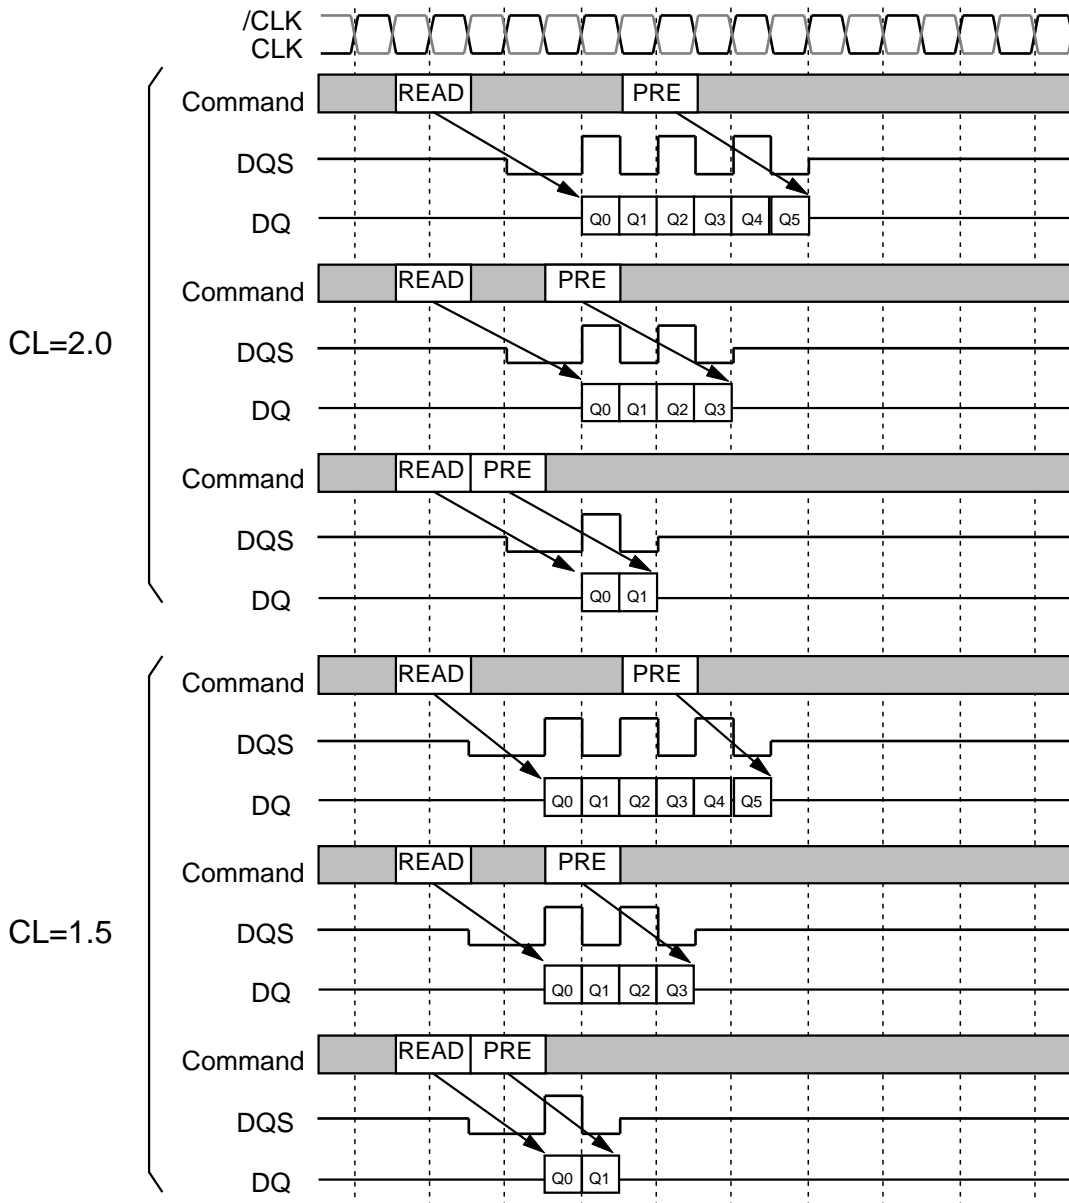 /CLK
CLK
Command READ PRE
DQS
DQ Q0 Q1 Q2 Q3 Q4 Q5
Command READ PRE
CL=2.0
DQS
DQ Q0 Q1 Q2 Q3
Command READ PRE
DQS
DQ Q0 Q1
Command READ PRE
DQS
DQ Q0 Q1 Q2 Q3 Q4 Q5
Command READ PRE
CL=1.5
DQS
DQ Q0 Q1 Q2 Q3
Command READ PRE
DQS
DQ Q0 Q1